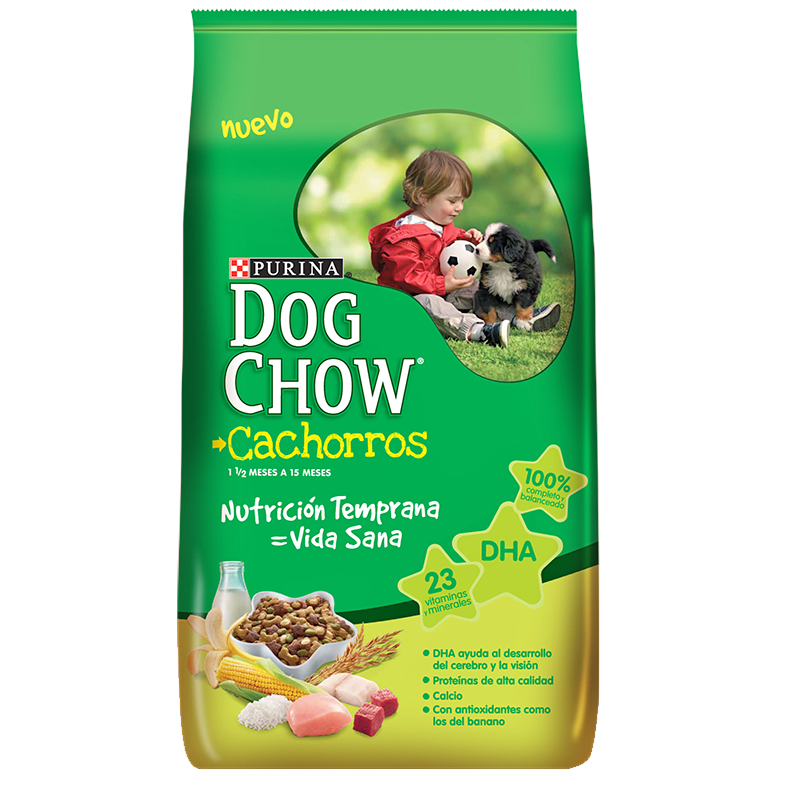 nuevo
PURINA
DOG
CHOW®
Cachorros
1 1/2 MESES A 15 MESES
Nutrición Temprana
=Vida Sana
100%
completo y
balanceado
DHA
23
vitaminas
y minerales
• DHA ayuda al desarrollo
del cerebro y la visión
• Proteínas de alta calidad
• Calcio
• Con antioxidantes como
los del banano